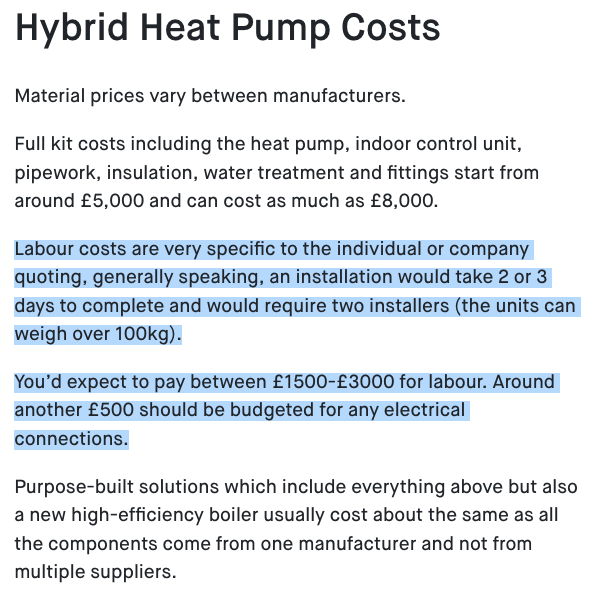 Hybrid Heat Pump Costs
Material prices vary between manufacturers.
Full kit costs including the heat pump, indoor control unit,
pipework, insulation, water treatment and fittings start from
around £5,000 and can cost as much as £8,000.
Labour costs are very specific to the individual or company
quoting, generally speaking, an installation would take 2 or 3
days to complete and would require two installers (the units can
weigh over 100kg).
You’d expect to pay between £1500-£3000 for labour. Around
another £500 should be budgeted for any electrical
connections.
Purpose-built solutions which include everything above but also
a new high-efficiency boiler usually cost about the same as all
the components come from one manufacturer and not from
multiple suppliers.